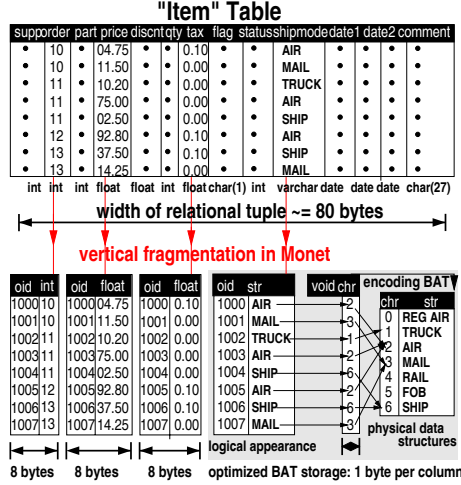 "Item" Table
supp order part price discnt qty tax flag status shipmode date1 date2 comment
• 10 • 04.75 • • 0.10 • • AIR • • •
• 10 • 11.50 • • 0.00 • • MAIL • • •
• 11 • 10.20 • • 0.00 • • TRUCK • • •
• 11 • 75.00 • • 0.00 • • AIR • • •
• 11 • 02.50 • • 0.00 • • SHIP • • •
• 12 • 92.80 • • 0.10 • • AIR • • •
• 13 • 37.50 • • 0.10 • • SHIP • • •
• 13 • 14.25 • • 0.00 • • MAIL • • •
int int int float float int float char(1) int varchar date date date char(27)
width of relational tuple ~= 80 bytes
vertical fragmentation in Monet
oid int
1000 10
1001 10
1002 11
1003 11
1004 11
1005 12
1006 13
1007 13
8 bytes
oid float
1000 04.75
1001 11.50
1002 10.20
1003 75.00
1004 02.50
1005 92.80
1006 37.50
1007 14.25
8 bytes
oid float
1000 0.10
1001 0.00
1002 0.00
1003 0.00
1004 0.00
1005 0.10
1006 0.10
1007 0.00
8 bytes
oid str
1000 AIR
1001 MAIL
1002 TRUCK
1003 AIR
1004 SHIP
1005 AIR
1006 SHIP
1007 MAIL
logical appearance
void chr
2
3
1
2
6
2
6
3
encoding BAT
chr str
0 REG AIR
1 TRUCK
2 AIR
3 MAIL
4 RAIL
5 FOB
6 SHIP
physical data
structures
optimized BAT storage: 1 byte per column